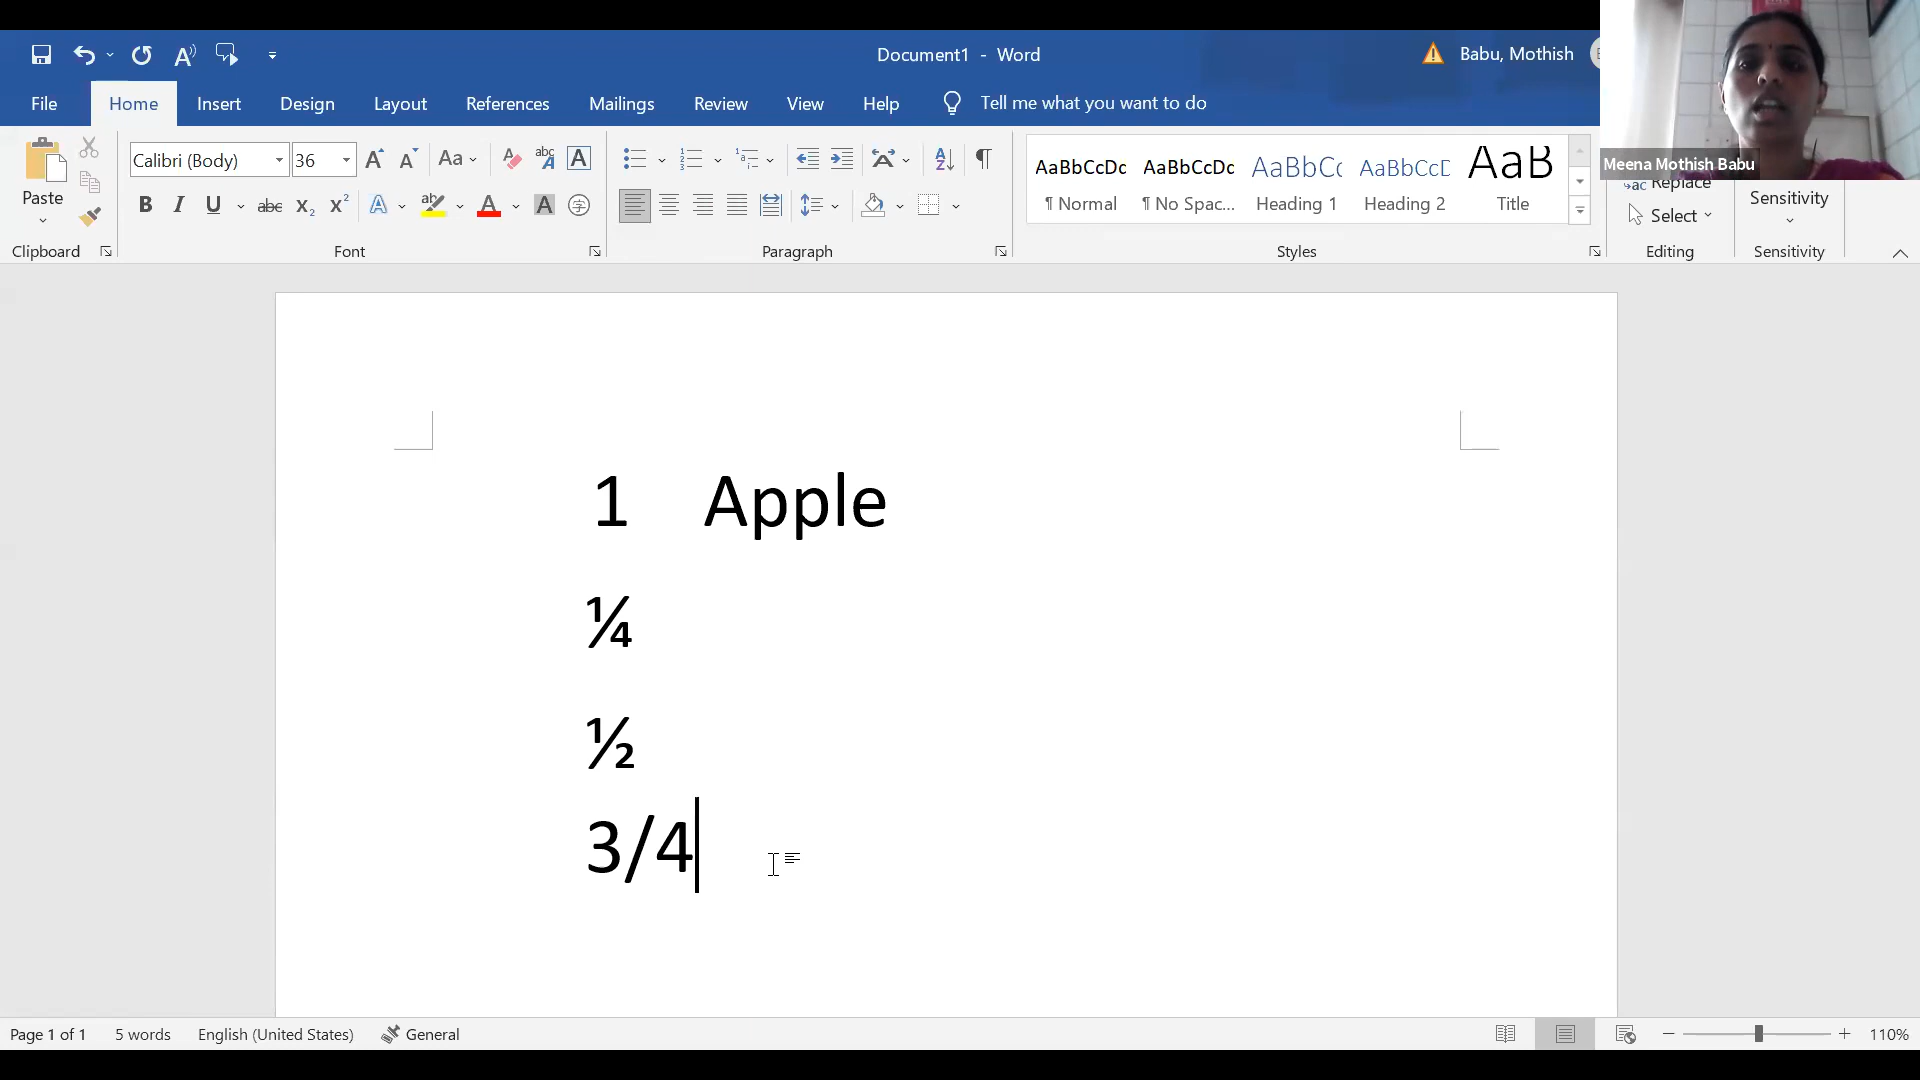 Document1 - Word
Babu, Mothish
File Home Insert Design Layout References Mailings Review View Help Tell me what you want to do
Meena Mothish Babu
Paste
Calibri (Body) 36
Aa
AaBbCcDc AaBbCcDc AaBbCc AaBbCcD AaB
¶ Normal ¶ No Spac... Heading 1 Heading 2 Title
Replace
Select
Sensitivity
Clipboard Font Paragraph Styles Editing Sensitivity
1 Apple
¼
½
3/4
Page 1 of 1 5 words English (United States) General 110%